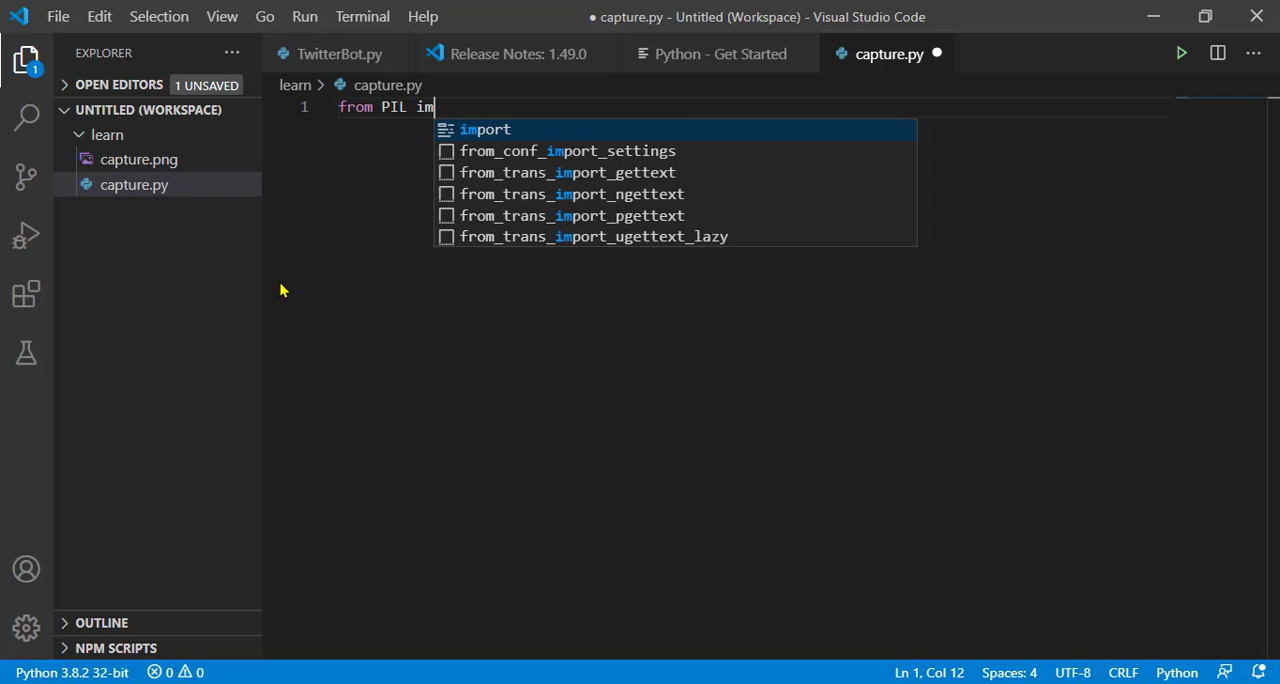 File Edit Selection View Go Run Terminal Help
● capture.py - Untitled (Workspace) - Visual Studio Code
EXPLORER ...
TwitterBot.py
Release Notes: 1.49.0
Python - Get Started
capture.py ●
1
OPEN EDITORS 1 UNSAVED
learn > capture.py
UNTITLED (WORKSPACE)
1 from PIL im
learn
import
capture.png
from_conf_import_settings
capture.py
from_trans_import_gettext
from_trans_import_ngettext
from_trans_import_pgettext
from_trans_import_ugettext_lazy
OUTLINE
NPM SCRIPTS
Python 3.8.2 32-bit 0 0 Ln 1, Col 12 Spaces: 4 UTF-8 CRLF Python